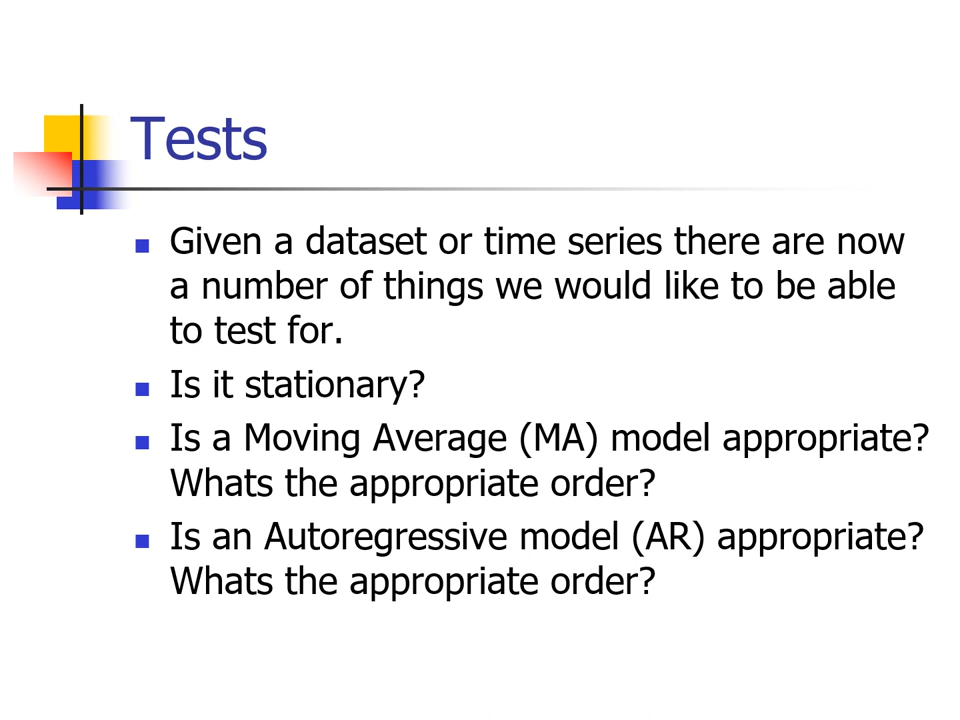 Tests
Given a dataset or time series there are now
a number of things we would like to be able
to test for.
Is it stationary?
Is a Moving Average (MA) model appropriate?
Whats the appropriate order?
Is an Autoregressive model (AR) appropriate?
Whats the appropriate order?